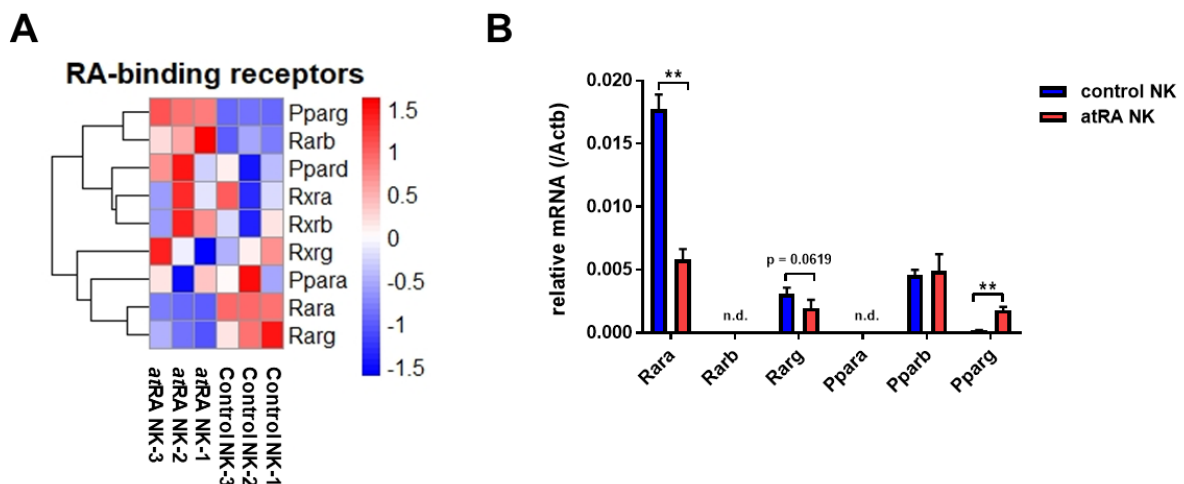 A
RA-binding receptors
Pparg
Rarb
Ppard
Rxra
Rxrb
Rxrg
Ppara
Rara
Rarg
1.5
1
0.5
0
-0.5
-1
-1.5
atRA NK-3
atRA NK-2
atRA NK-1
Control NK-3
Control NK-2
Control NK-1
B
relative mRNA (/Actb)
0.020
0.015
0.010
0.005
0.000
**
n.d.
p = 0.0619
n.d.
**
Rara
Rarb
Rarg
Ppara
Pparb
Pparg
control NK
atRA NK